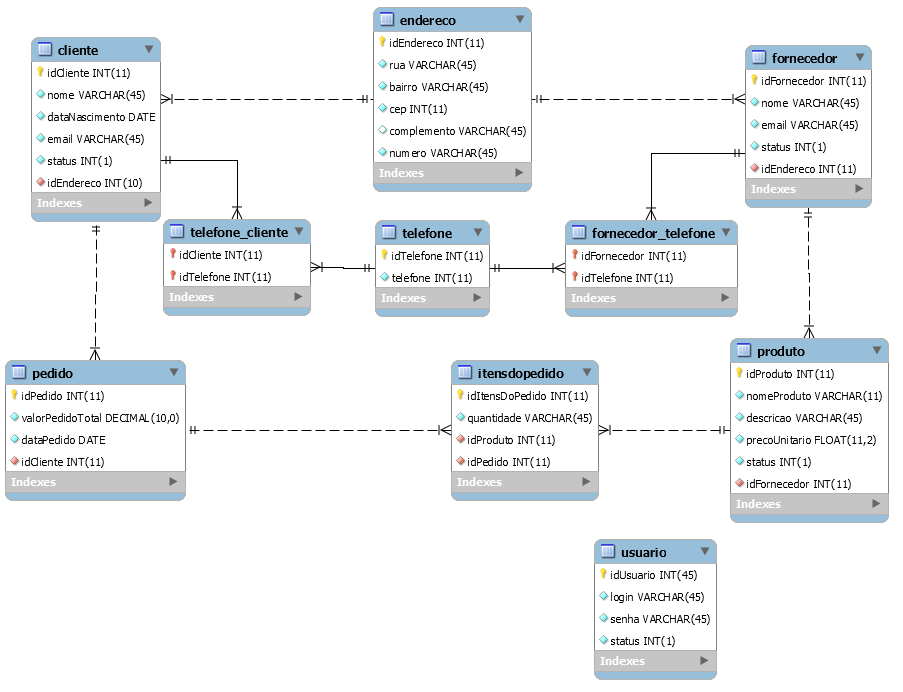 cliente
idCliente INT(11)
nome VARCHAR(45)
dataNascimento DATE
email VARCHAR(45)
status INT(1)
idEndereco INT(10)
Indexes
endereco
idEndereco INT(11)
rua VARCHAR(45)
bairro VARCHAR(45)
cep INT(11)
complemento VARCHAR(45)
numero VARCHAR(45)
Indexes
fornecedor
idFornecedor INT(11)
nome VARCHAR(45)
email VARCHAR(45)
status INT(1)
idEndereco INT(11)
Indexes
telefone_cliente
idCliente INT(11)
idTelefone INT(11)
Indexes
telefone
idTelefone INT(11)
telefone INT(11)
Indexes
fornecedor_telefone
idFornecedor INT(11)
idTelefone INT(11)
Indexes
pedido
idPedido INT(11)
valorPedidoTotal DECIMAL(10,0)
dataPedido DATE
idCliente INT(11)
Indexes
itensdopedido
idItensDoPedido INT(11)
quantidade VARCHAR(45)
idProduto INT(11)
idPedido INT(11)
Indexes
produto
idProduto INT(11)
nomeProduto VARCHAR(11)
descricao VARCHAR(45)
precoUnitario FLOAT(11,2)
status INT(1)
idFornecedor INT(11)
Indexes
usuario
idUsuario INT(45)
login VARCHAR(45)
senha VARCHAR(45)
status INT(1)
Indexes